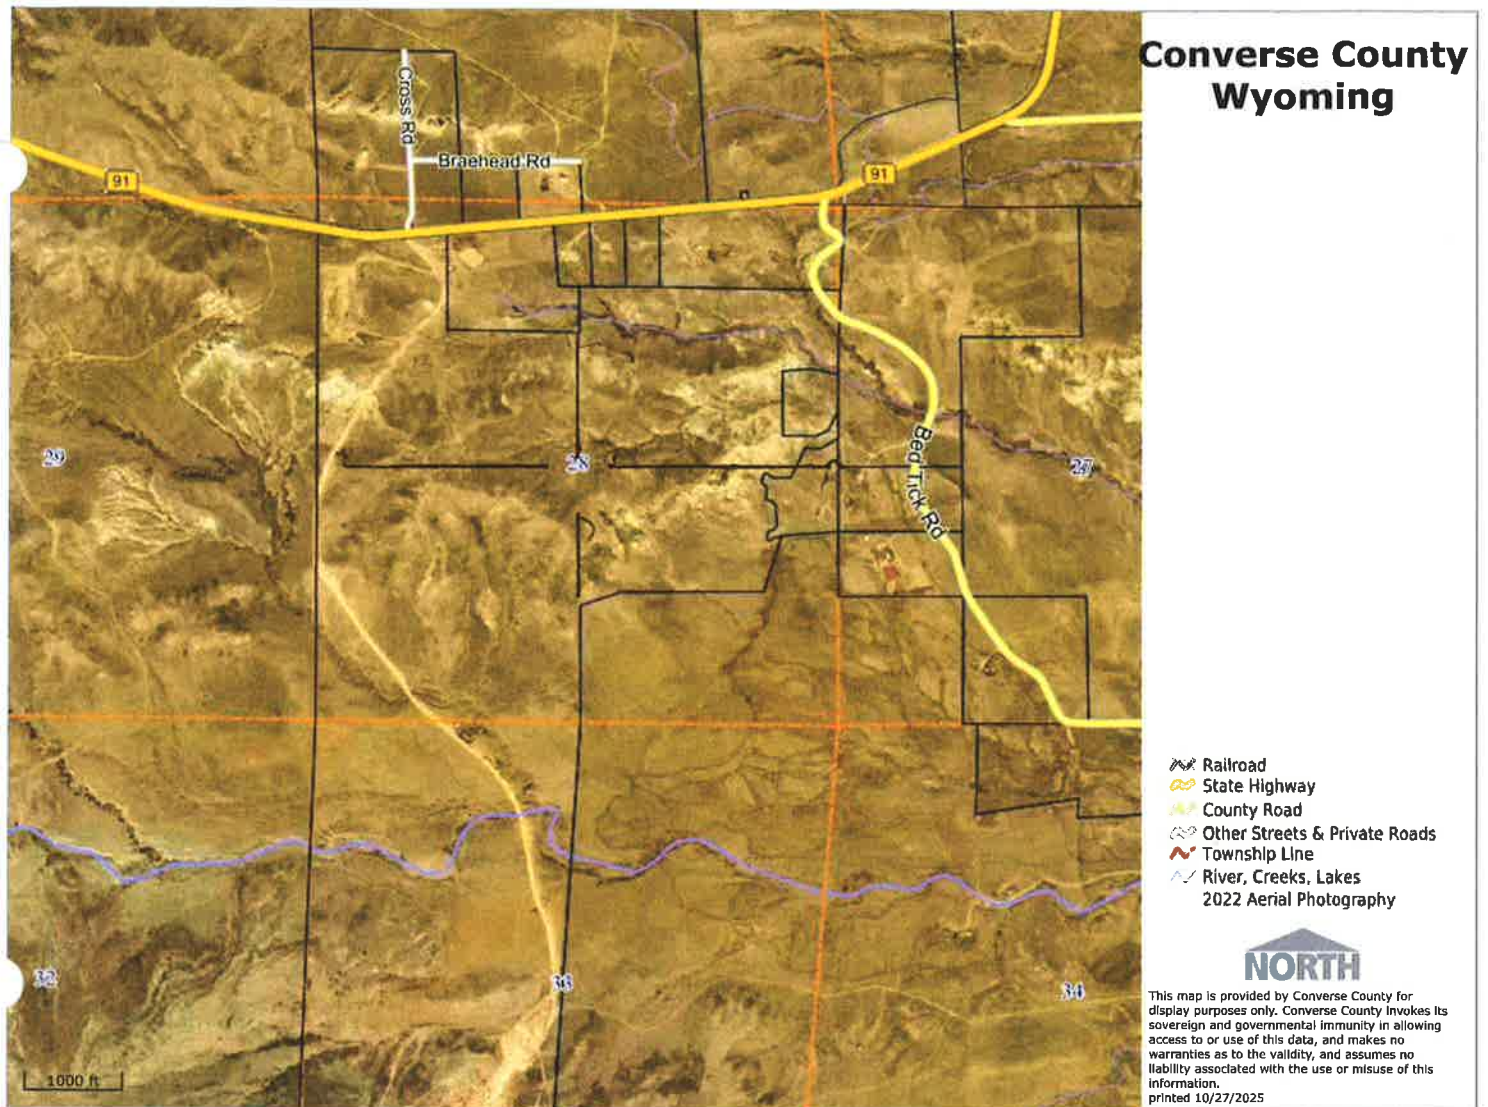 Converse County
Wyoming
Cross Rd
Braehead Rd
91
91
29
28
27
Bed Tick Rd
32
33
34
1000 ft
Railroad
State Highway
County Road
Other Streets & Private Roads
Township Line
River, Creeks, Lakes
2022 Aerial Photography
NORTH
This map is provided by Converse County for
display purposes only. Converse County invokes its
sovereign and governmental immunity in allowing
access to or use of this data, and makes no
warranties as to the validity, and assumes no
liability associated with the use or misuse of this
information.
printed 10/27/2025